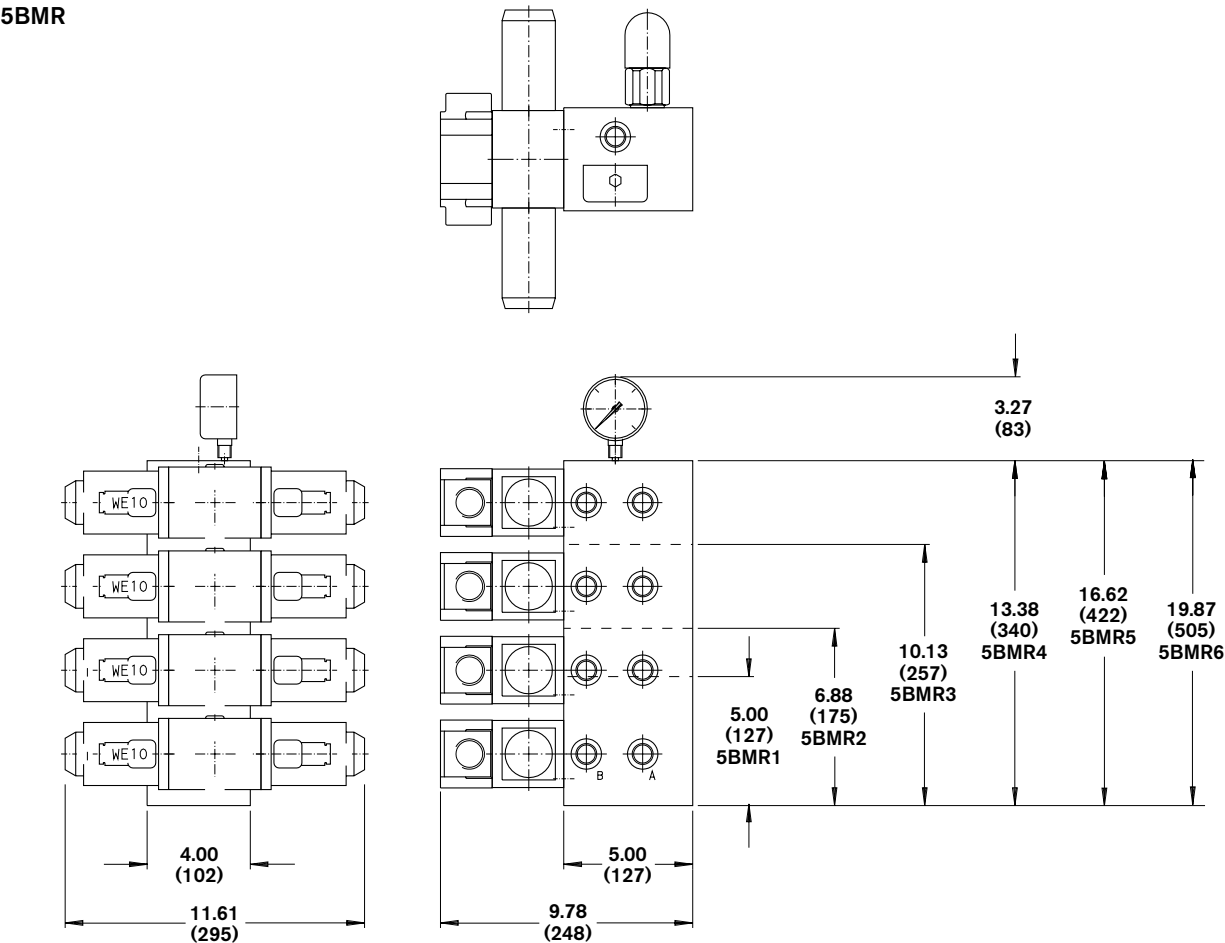 5BMR
3.27
(83)
WE10
WE10
WE10
WE10
B
A
5.00
(127)
5BMR1
6.88
(175)
5BMR2
10.13
(257)
5BMR3
13.38
(340)
5BMR4
16.62
(422)
5BMR5
19.87
(505)
5BMR6
4.00
(102)
11.61
(295)
5.00
(127)
9.78
(248)